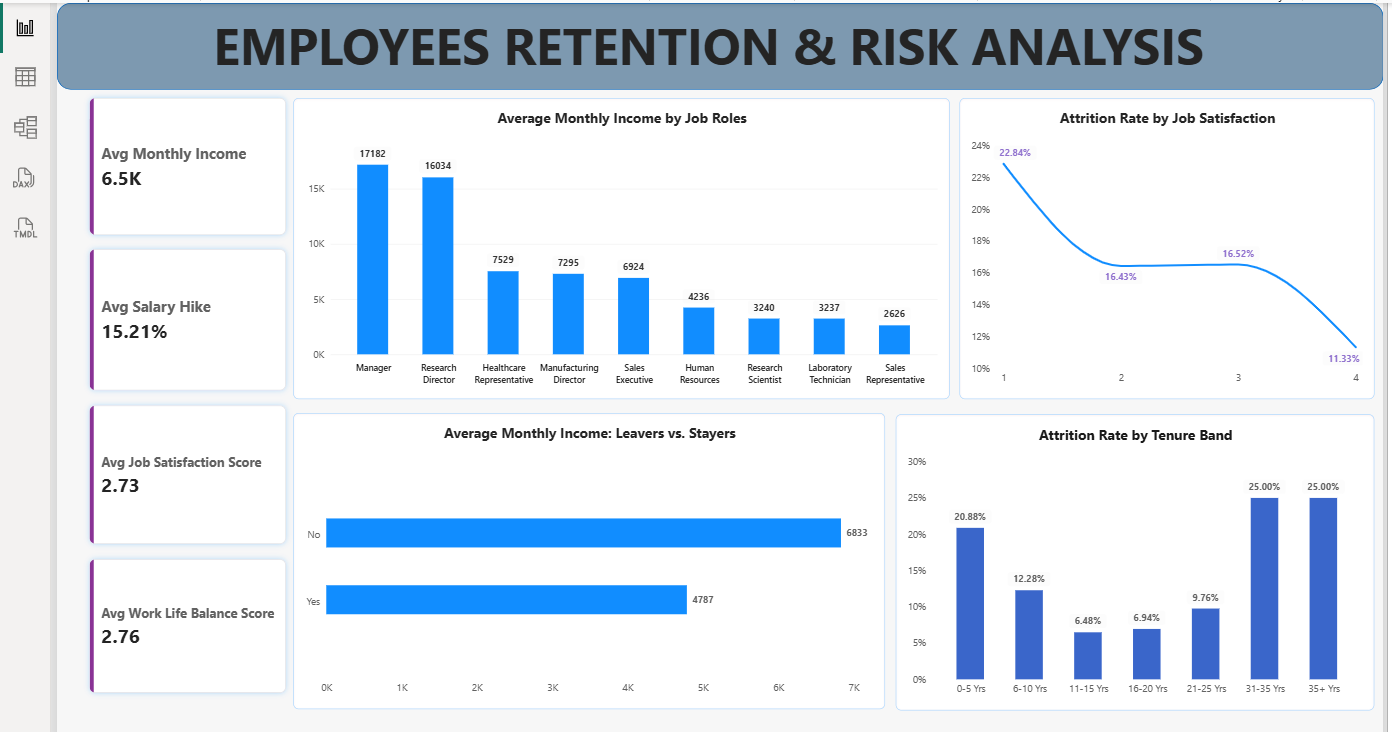 EMPLOYEES RETENTION & RISK ANALYSIS
DAX
TMDL
Avg Monthly Income
6.5K
Avg Salary Hike
15.21%
Avg Job Satisfaction Score
2.73
Avg Work Life Balance Score
2.76
Average Monthly Income by Job Roles
15K
10K
5K
0K
17182
16034
7529
7295
6924
4236
3240
3237
2626
Manager
Research
Director
Healthcare
Representative
Manufacturing
Director
Sales
Executive
Human
Resources
Research
Scientist
Laboratory
Technician
Sales
Representative
Attrition Rate by Job Satisfaction
24%
22%
20%
18%
16%
14%
12%
10%
22.84%
16.43%
16.52%
11.33%
1 2 3 4
Average Monthly Income: Leavers vs. Stayers
No 6833
Yes 4787
0K 1K 2K 3K 4K 5K 6K 7K
Attrition Rate by Tenure Band
30%
25%
20%
15%
10%
5%
0%
20.88%
12.28%
6.48%
6.94%
9.76%
25.00%
25.00%
0-5 Yrs 6-10 Yrs 11-15 Yrs 16-20 Yrs 21-25 Yrs 31-35 Yrs 35+ Yrs